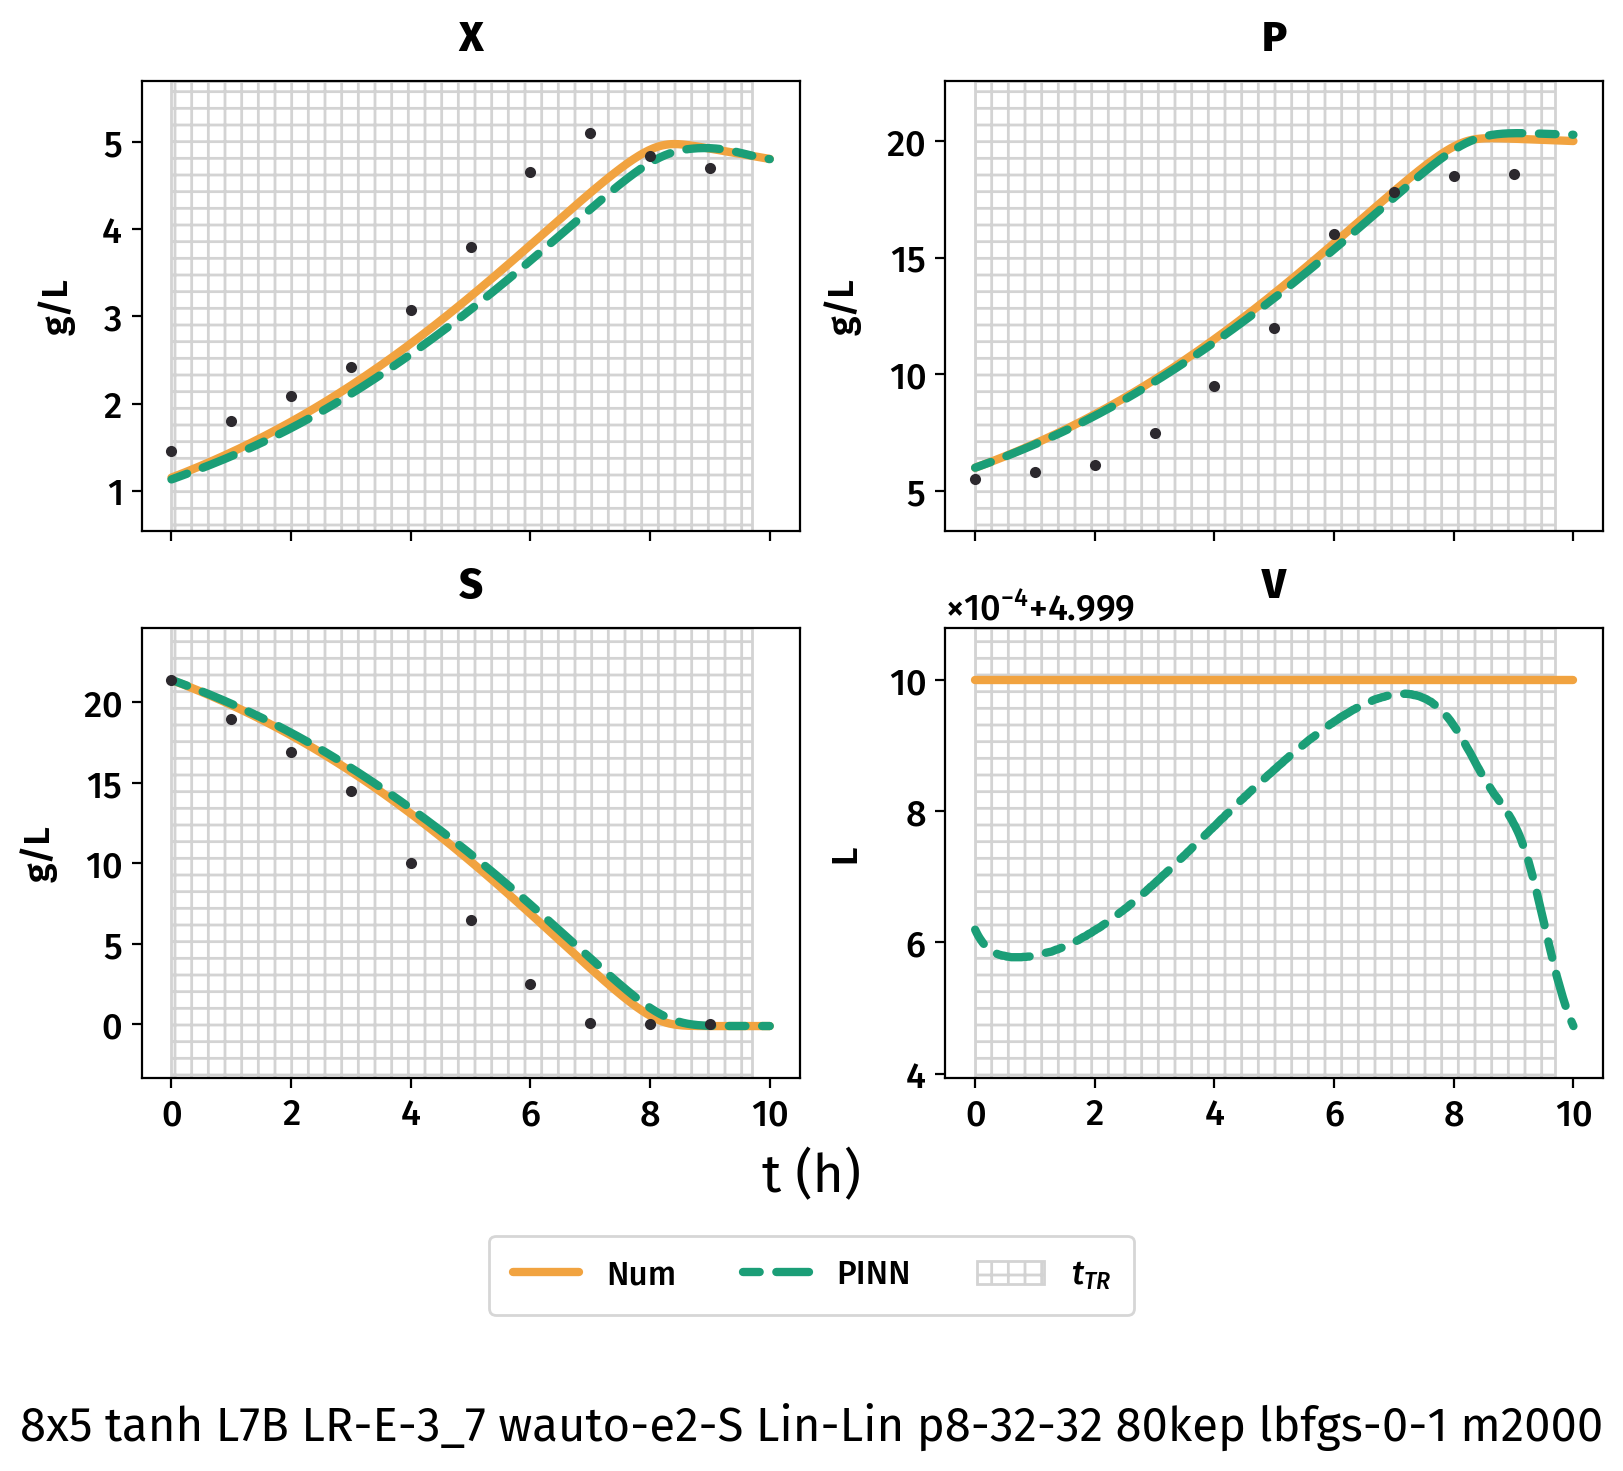 X
P
5
4
3
2
1
g/L
20
15
10
5
g/L
S
V
×10⁻⁴+4.999
20
15
10
5
0
g/L
0 2 4 6 8 10
10
8
6
4
L
0 2 4 6 8 10
t (h)
Num PINN t_TR
8x5 tanh L7B LR-E-3_7 wauto-e2-S Lin-Lin p8-32-32 80kep lbfgs-0-1 m2000